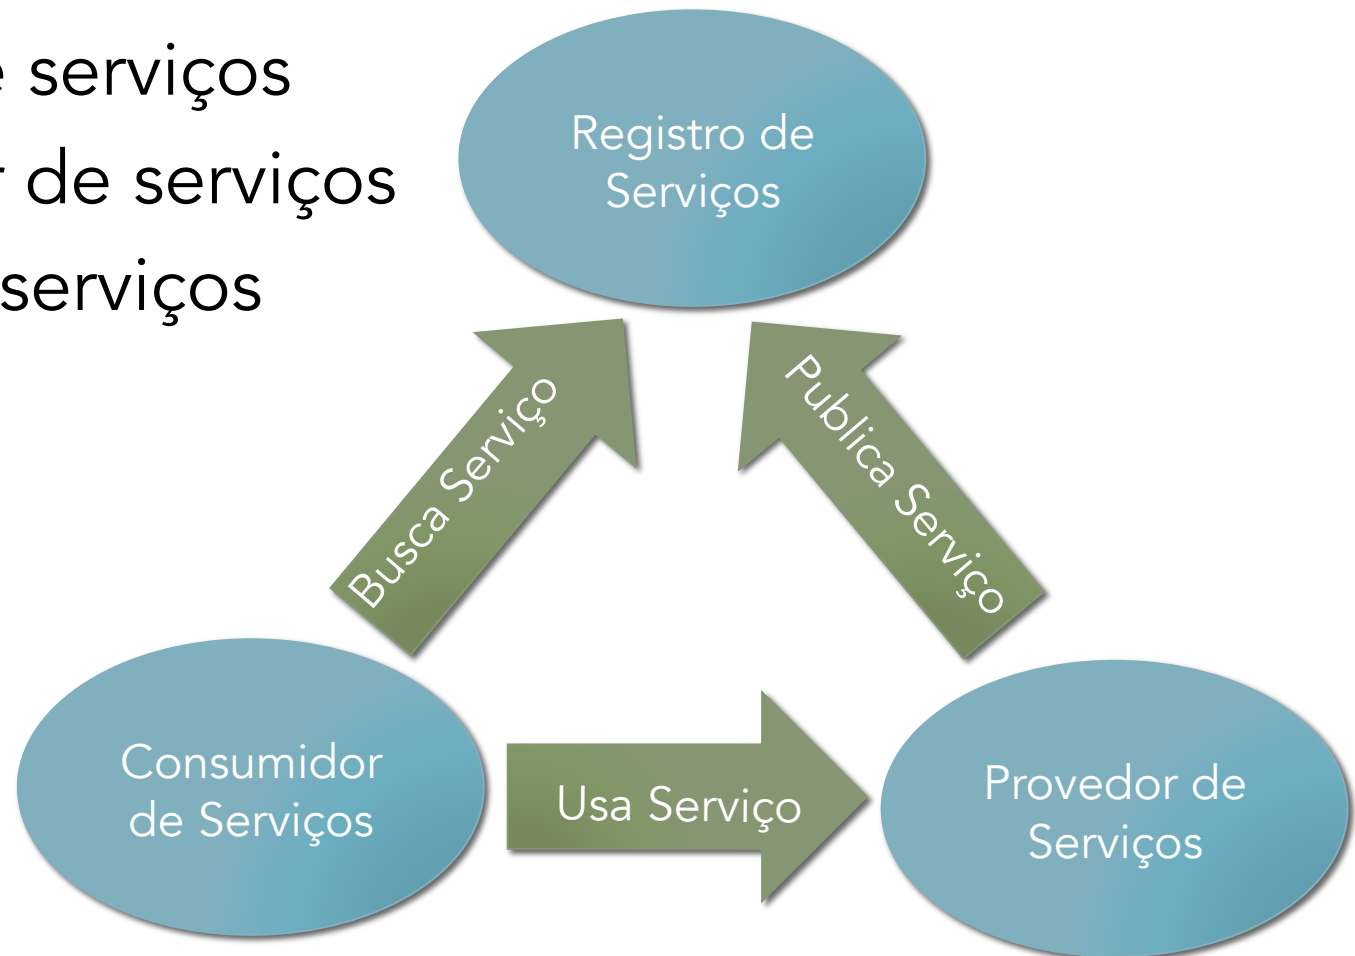 serviços
de serviços
serviços
Registro de
Serviços
Busca Serviço
Publica Serviço
Consumidor
de Serviços
Usa Serviço
Provedor de
Serviços